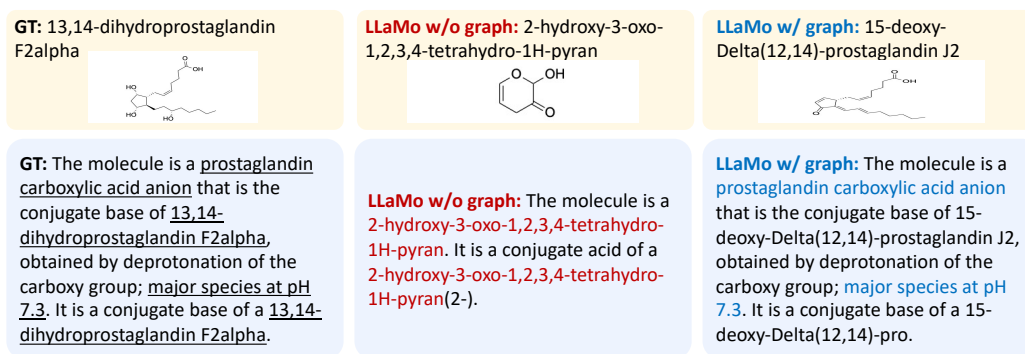 GT: 13,14-dihydroprostaglandin
F2alpha
O
OH
HO
HO
OH
LLaMo w/o graph: 2-hydroxy-3-oxo-
1,2,3,4-tetrahydro-1H-pyran
O
OH
O
LLaMo w/ graph: 15-deoxy-
Delta(12,14)-prostaglandin J2
O
OH
O
GT: The molecule is a prostaglandin
carboxylic acid anion that is the
conjugate base of 13,14-
dihydroprostaglandin F2alpha,
obtained by deprotonation of the
carboxy group; major species at pH
7.3. It is a conjugate base of a 13,14-
dihydroprostaglandin F2alpha.
LLaMo w/o graph: The molecule is a
2-hydroxy-3-oxo-1,2,3,4-tetrahydro-
1H-pyran. It is a conjugate acid of a
2-hydroxy-3-oxo-1,2,3,4-tetrahydro-
1H-pyran(2-).
LLaMo w/ graph: The molecule is a
prostaglandin carboxylic acid anion
that is the conjugate base of 15-
deoxy-Delta(12,14)-prostaglandin J2,
obtained by deprotonation of the
carboxy group; major species at pH
7.3. It is a conjugate base of a 15-
deoxy-Delta(12,14)-pro.